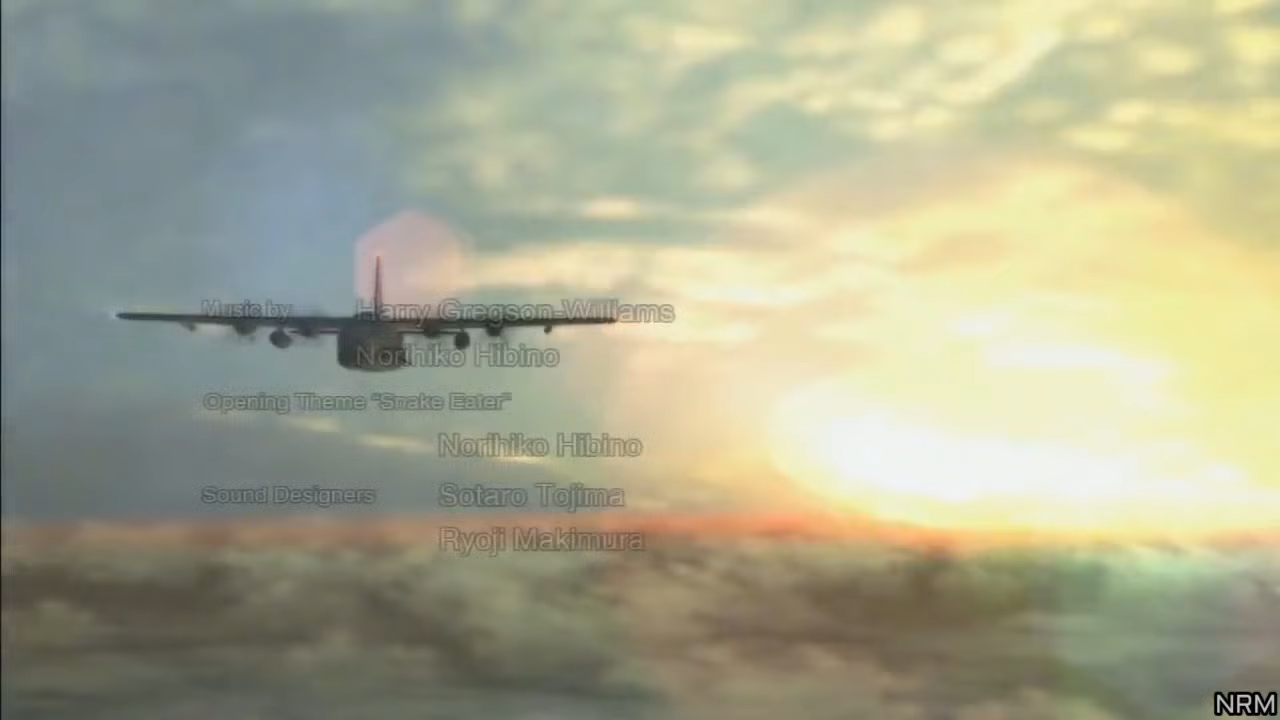 Music by Harry Gregson-Willams
Norihiko Hibino
Opening Theme “Snake Eater”
Norihiko Hibino
Sound Designers Sotaro Tojima
Ryoji Makimura
NRM